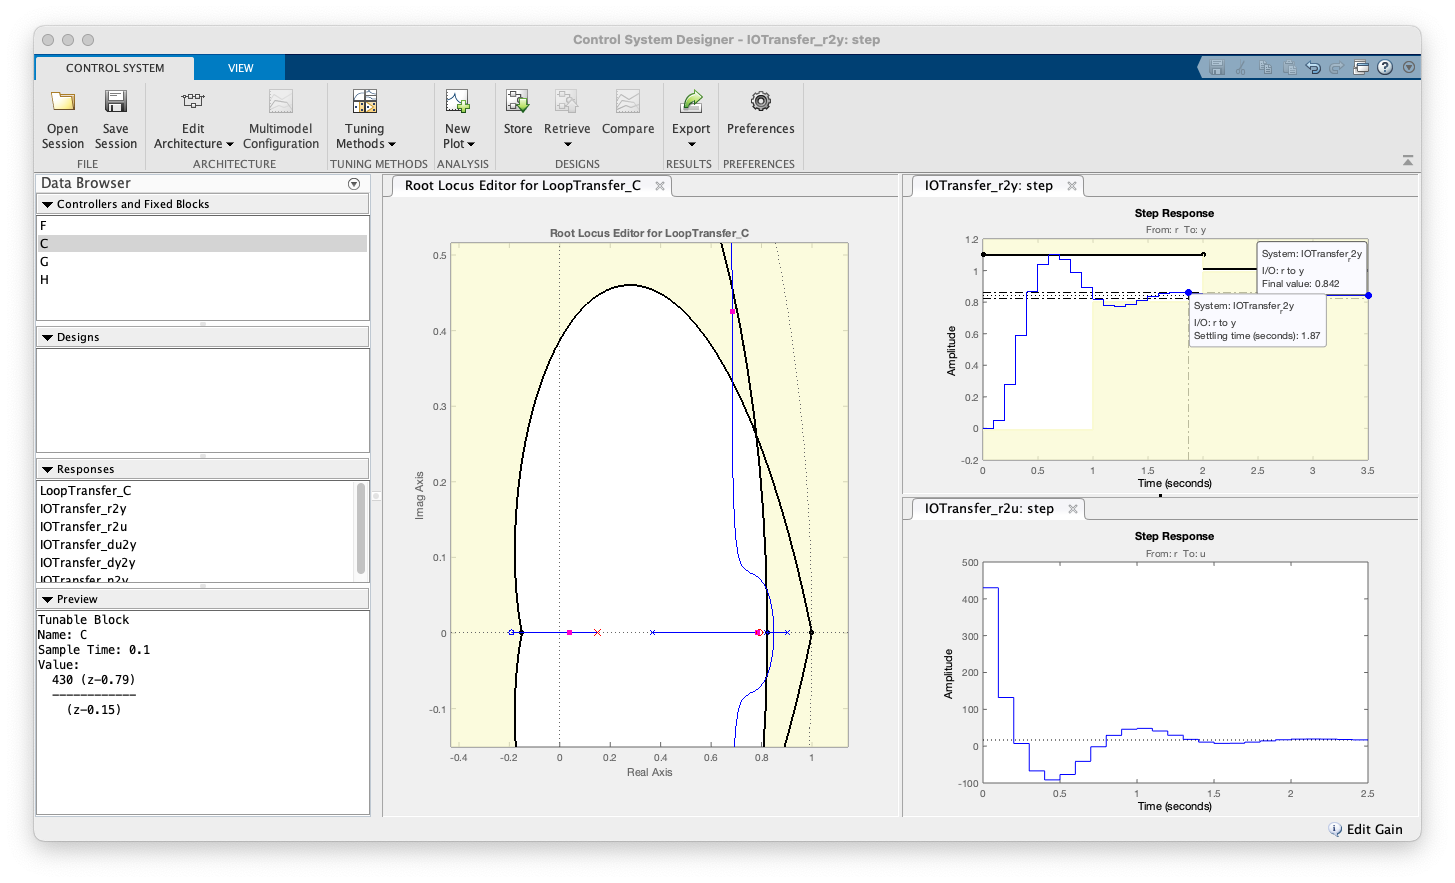 Control System Designer - IOTransfer_r2y: step
CONTROL SYSTEM
VIEW
Open Session
Save Session
Edit Architecture
Multimodel Configuration
Tuning Methods
New Plot
Store
Retrieve
Compare
Export
Preferences
FILE
ARCHITECTURE
TUNING METHODS
ANALYSIS
DESIGNS
RESULTS
PREFERENCES
Data Browser
Controllers and Fixed Blocks
F
C
G
H
Designs
Responses
LoopTransfer_C
IOTransfer_r2y
IOTransfer_r2u
IOTransfer_du2y
IOTransfer_dy2y
IOTransfer_n2y
Preview
Tunable Block
Name: C
Sample Time: 0.1
Value:
430 (z-0.79)
------------
(z-0.15)
Root Locus Editor for LoopTransfer_C
Root Locus Editor for LoopTransfer_C
0.5
0.4
0.3
0.2
0.1
0
-0.1
Imag Axis
-0.4
-0.2
0
0.2
0.4
0.6
0.8
1
Real Axis
IOTransfer_r2y: step
Step Response
From: r To: y
1.2
1
0.8
0.6
0.4
0.2
0
-0.2
Amplitude
System: IOTransfer_r2y
I/O: r to y
Final value: 0.842
System: IOTransfer_r2y
I/O: r to y
Settling time (seconds): 1.87
0
0.5
1
1.5
2
2.5
3
3.5
Time (seconds)
IOTransfer_r2u: step
Step Response
From: r To: u
500
400
300
200
100
0
-100
Amplitude
0
0.5
1
1.5
2
2.5
Time (seconds)
Edit Gain